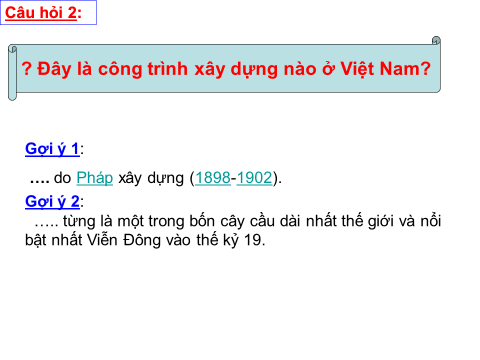 Câu hỏi 2:
? Đây là công trình xây dựng nào ở Việt Nam?
Gợi ý 1:
…. do Pháp xây dựng (1898-1902).
Gợi ý 2:
….. từng là một trong bốn cây cầu dài nhất thế giới và nổi
bật nhất Viễn Đông vào thế kỷ 19.